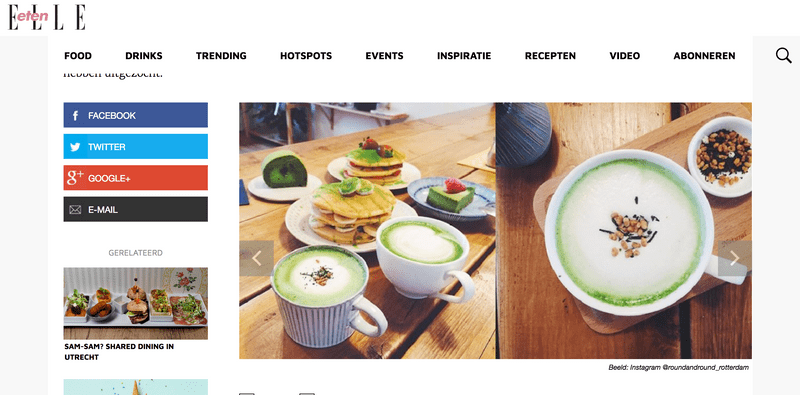 ELLE
eten
FOOD DRINKS TRENDING HOTSPOTS EVENTS INSPIRATIE RECEPTEN VIDEO ABONNEREN
hebben uitgezocht.
f FACEBOOK
TWITTER
g+ GOOGLE+
E-MAIL
GERELATEERD
SAM-SAM? SHARED DINING IN
UTRECHT
Beeld: Instagram @roundandround_rotterdam